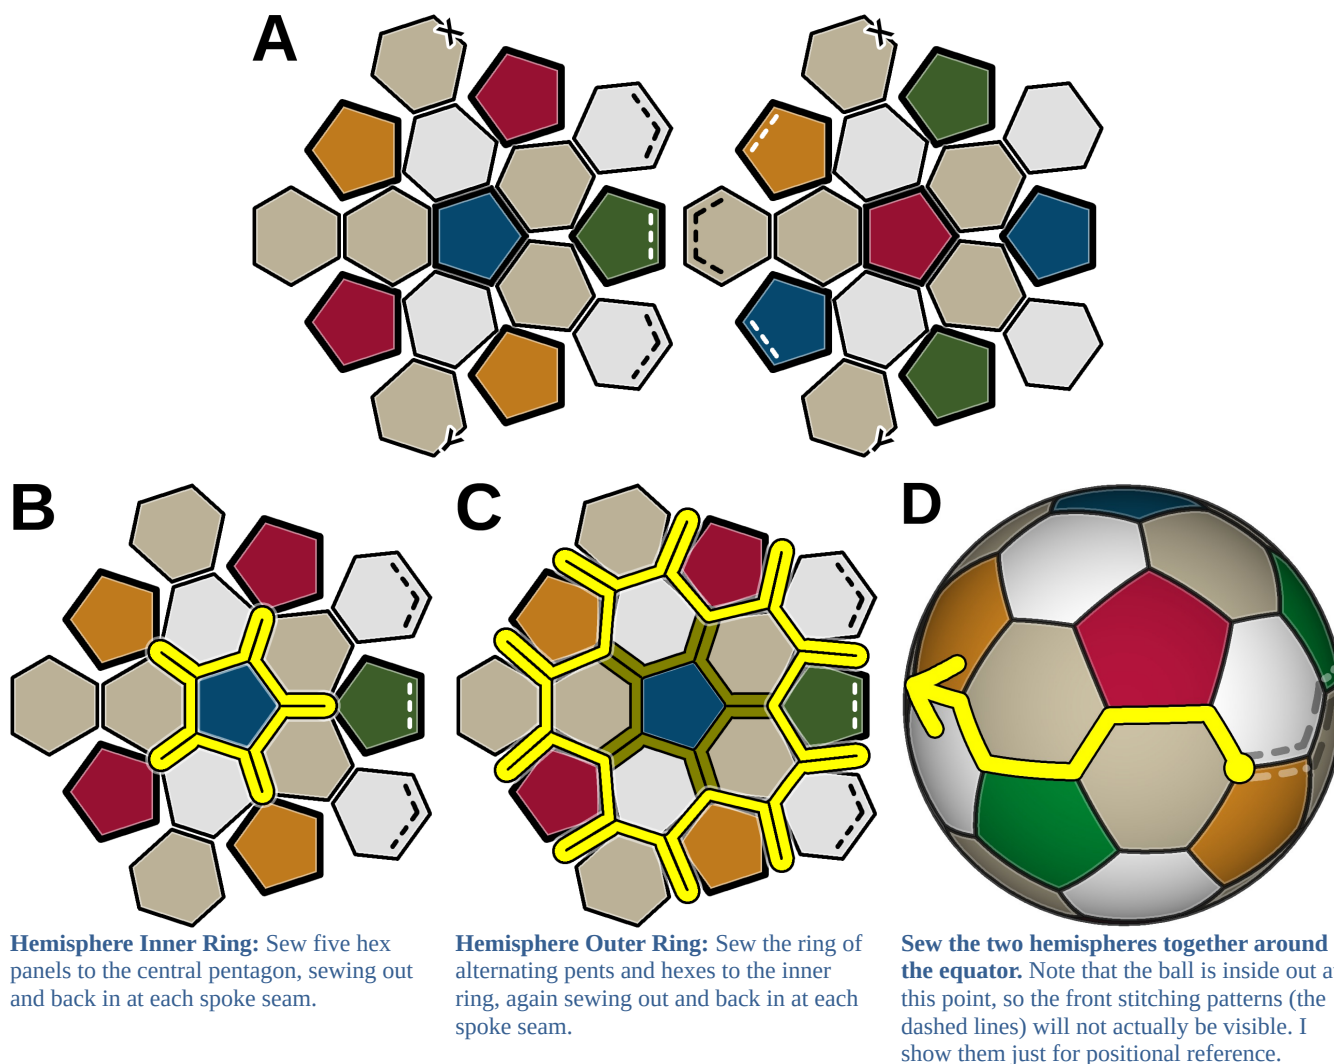 A
X
X
Y
Y
B
C
D
Hemisphere Inner Ring: Sew five hex
panels to the central pentagon, sewing out
and back in at each spoke seam.
Hemisphere Outer Ring: Sew the ring of
alternating pents and hexes to the inner
ring, again sewing out and back in at each
spoke seam.
Sew the two hemispheres together around
the equator. Note that the ball is inside out a
this point, so the front stitching patterns (the
dashed lines) will not actually be visible. I
show them just for positional reference.